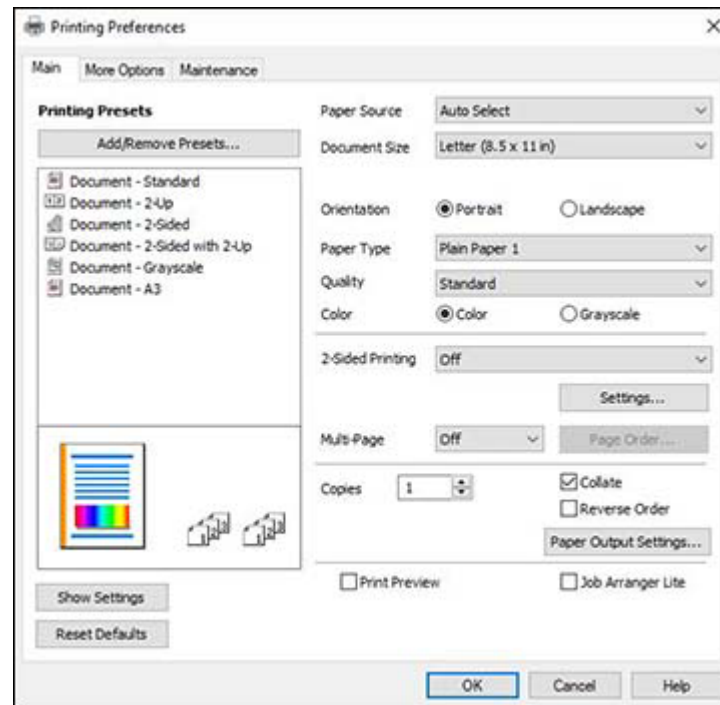 Printing Preferences
Main More Options Maintenance
Printing Presets
Add/Remove Presets...
Document - Standard
Document - 2-Up
Document - 2-Sided
Document - 2-Sided with 2-Up
Document - Grayscale
Document - A3
Show Settings
Reset Defaults
Paper Source Auto Select
Document Size Letter (8.5 x 11 in)
Orientation Portrait Landscape
Paper Type Plain Paper 1
Quality Standard
Color Color Grayscale
2-Sided Printing Off
Settings...
Multi-Page Off Page Order...
Copies 1 Collate
Reverse Order
Paper Output Settings...
Print Preview Job Arranger Lite
OK Cancel Help